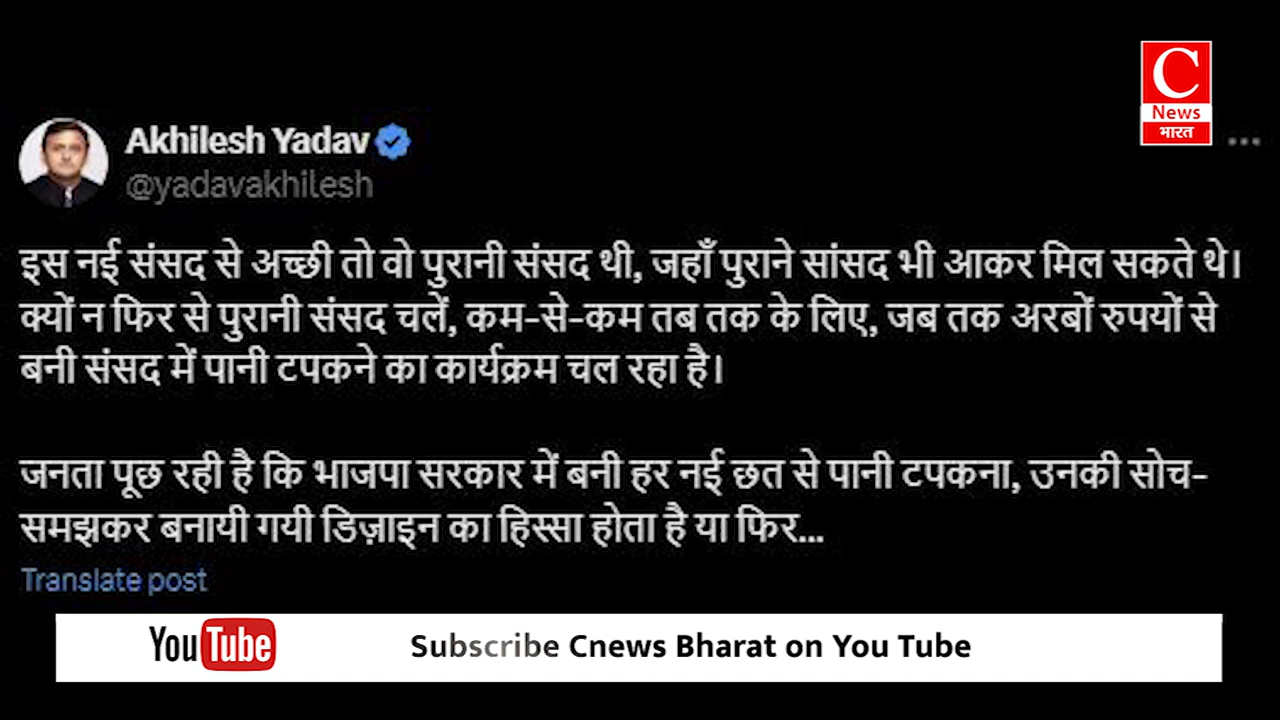 C
News
भारत
Akhilesh Yadav
@yadavakhilesh
इस नई संसद से अच्छी तो वो पुरानी संसद थी, जहाँ पुराने सांसद भी आकर मिल सकते थे।
क्यों न फिर से पुरानी संसद चलें, कम-से-कम तब तक के लिए, जब तक अरबों रुपयों से
बनी संसद में पानी टपकने का कार्यक्रम चल रहा है।
जनता पूछ रही है कि भाजपा सरकार में बनी हर नई छत से पानी टपकना, उनकी सोच-
समझकर बनायी गयी डिज़ाइन का हिस्सा होता है या फिर...
Translate post
YouTube
Subscribe Cnews Bharat on You Tube